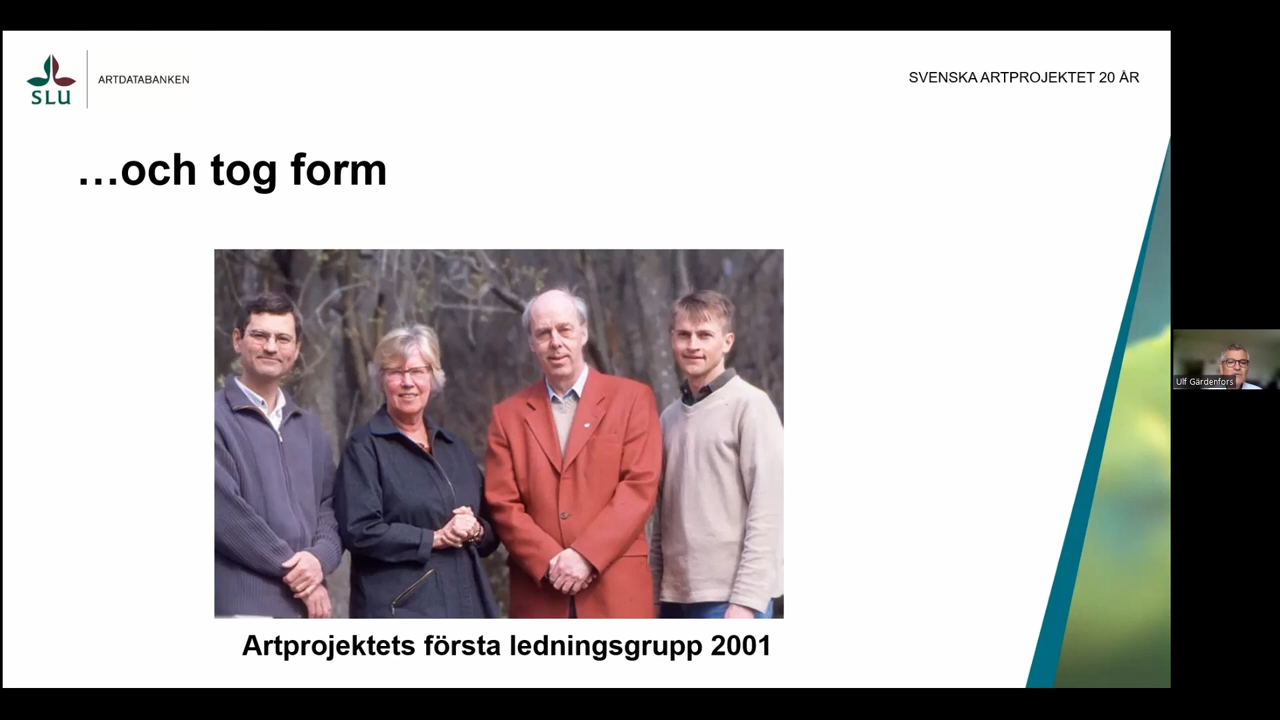 SLU
ARTDATABANKEN
SVENSKA ARTPROJEKTET 20 ÅR
…och tog form
Artprojektets första ledningsgrupp 2001
Ulf Gärdenfors